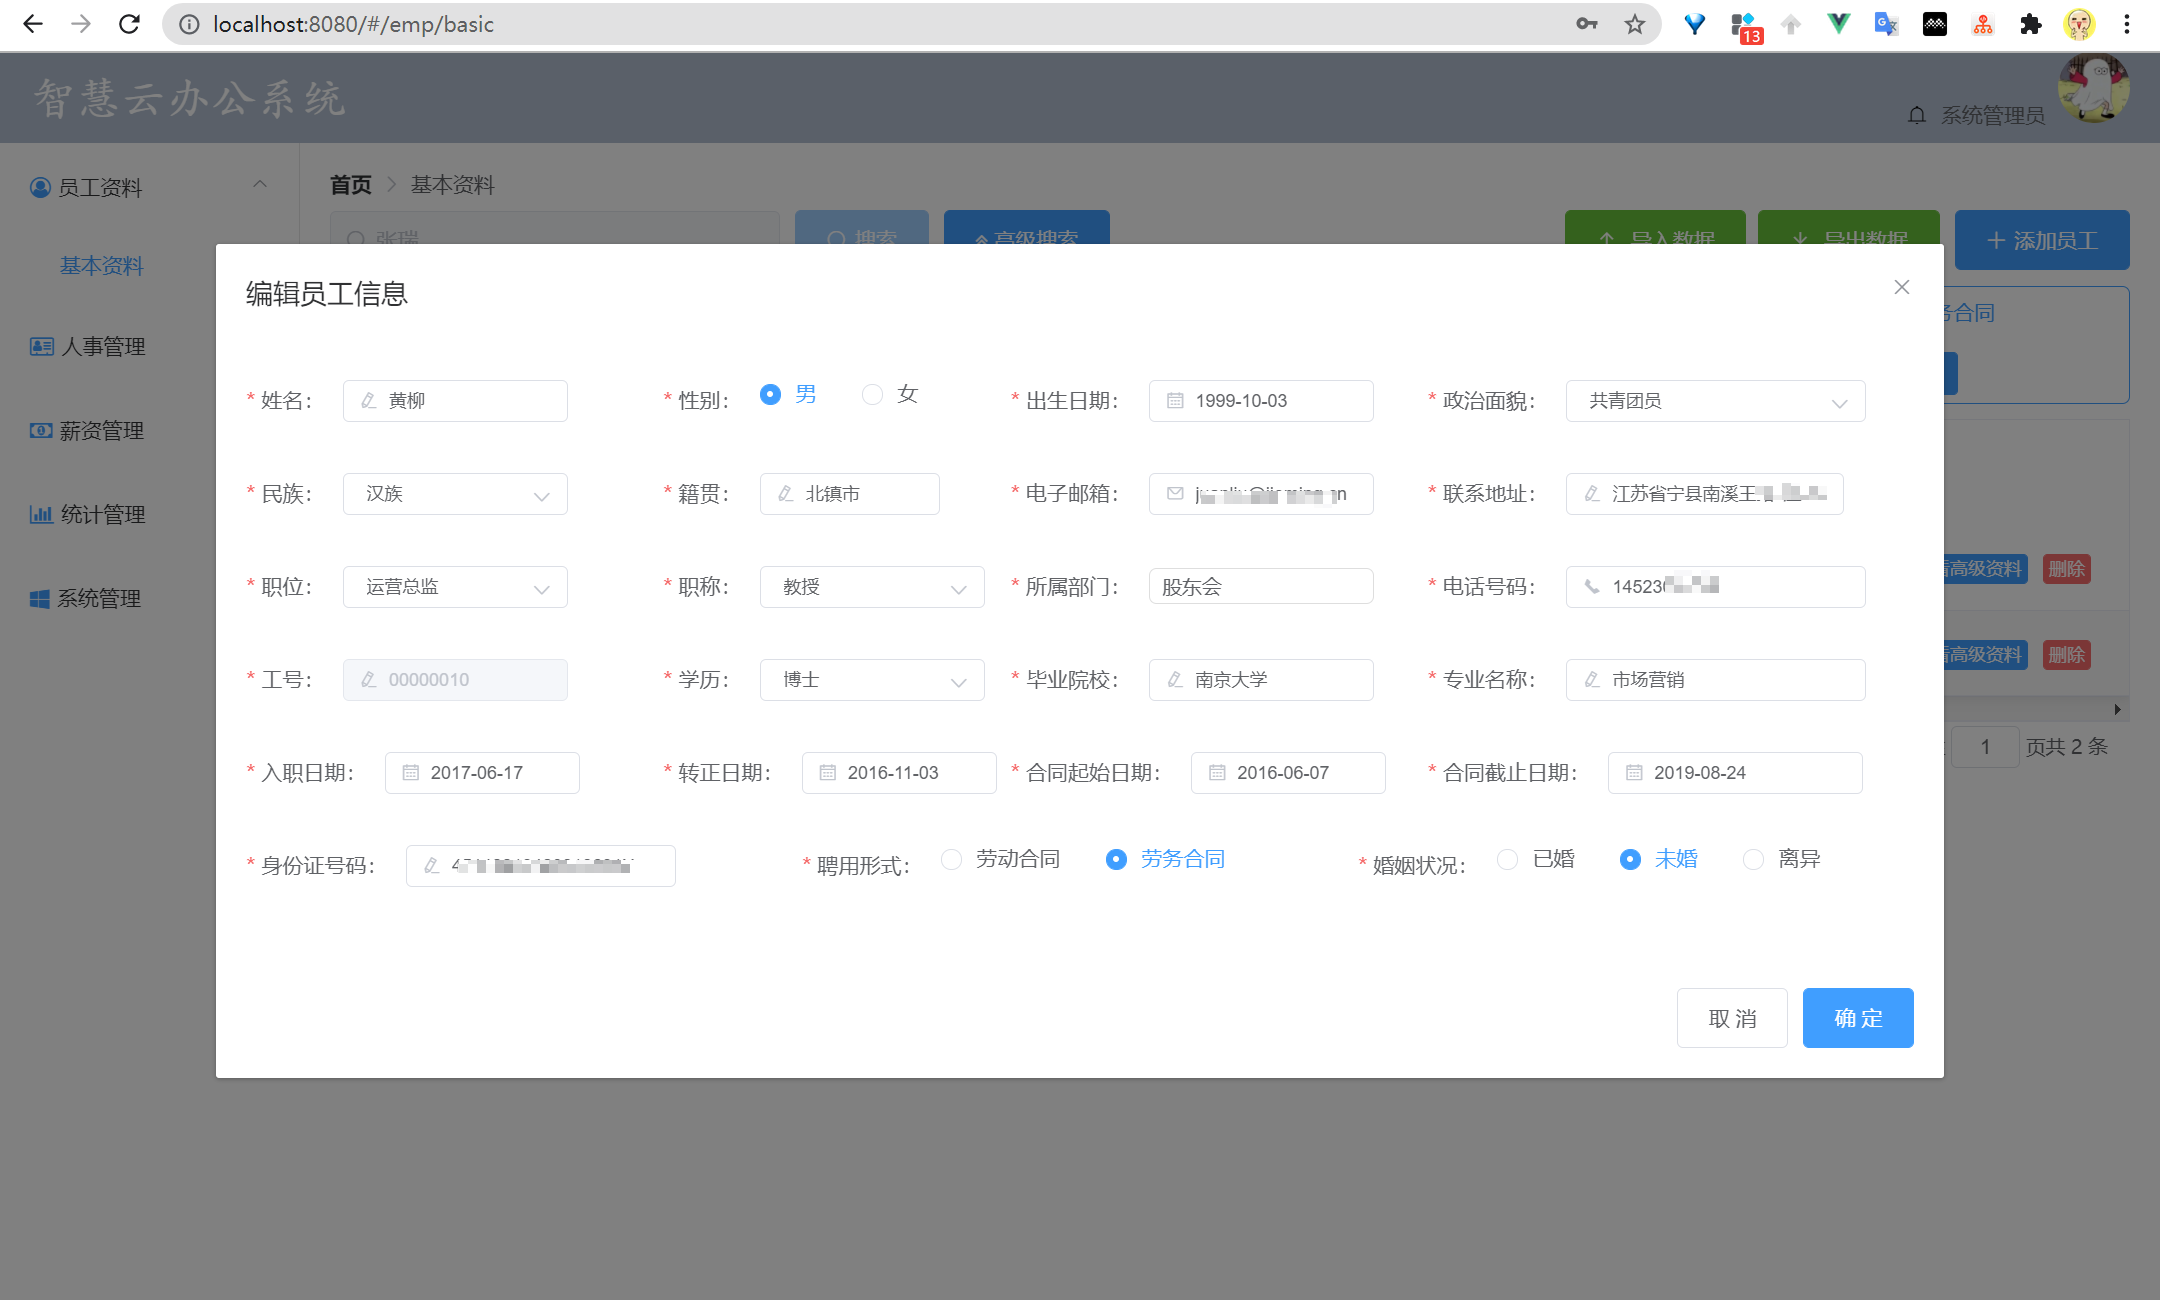 localhost:8080/#/emp/basic
13
智慧云办公系统
系统管理员
员工资料
首页 基本资料
张瑞 搜索 高级搜索 导入数据 导出数据 添加员工
基本资料
人事管理
薪资管理
统计管理
系统管理
编辑员工信息
务合同
* 姓名： 黄柳 * 性别： 男 女 * 出生日期： 1999-10-03 * 政治面貌： 共青团员
* 民族： 汉族 * 籍贯： 北镇市 * 电子邮箱： * 联系地址： 江苏省宁县南溪王
高级资料 删除
* 职位： 运营总监 * 职称： 教授 * 所属部门： 股东会 * 电话号码： 14523
高级资料 删除
* 工号： 00000010 * 学历： 博士 * 毕业院校： 南京大学 * 专业名称： 市场营销
1 页共 2 条
* 入职日期： 2017-06-17 * 转正日期： 2016-11-03 * 合同起始日期： 2016-06-07 * 合同截止日期： 2019-08-24
* 身份证号码： * 聘用形式： 劳动合同 劳务合同 * 婚姻状况： 已婚 未婚 离异
取 消 确 定